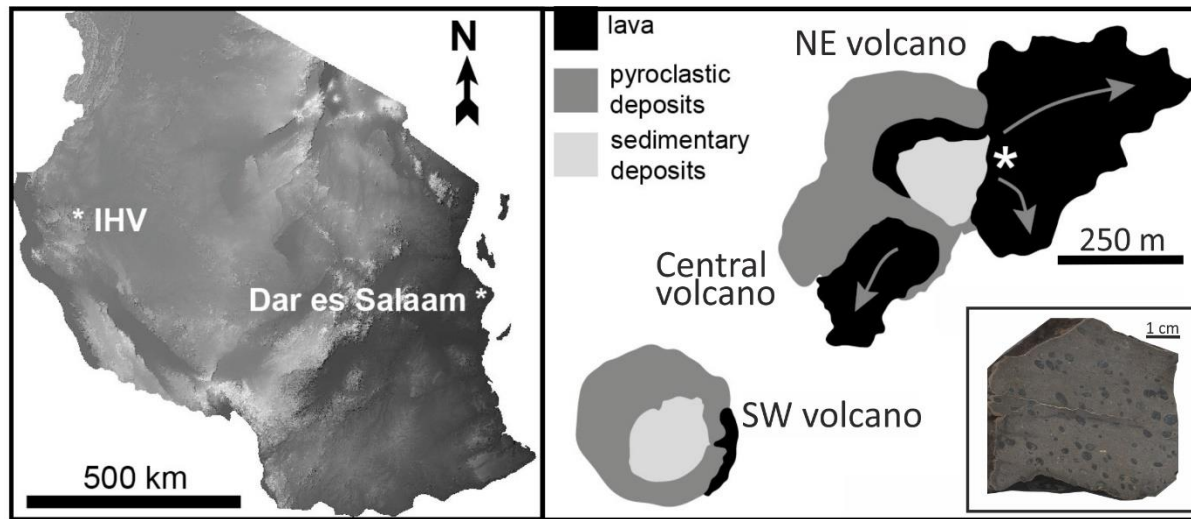 N
* IHV
Dar es Salaam *
500 km
lava
pyroclastic
deposits
sedimentary
deposits
NE volcano
*
250 m
Central
volcano
SW volcano
1 cm